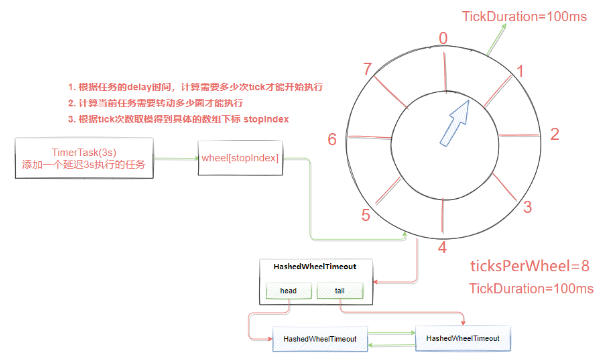 TickDuration=100ms
0
1
2
3
4
5
6
7
1. 根据任务的delay时间，计算需要多少次tick才能开始执行
2. 计算当前任务需要转动多少圈才能执行
3. 根据tick次数取模得到具体的数组下标 stopIndex
TimerTask(3s)
添加一个延迟3s执行的任务
wheel[stopIndex]
ticksPerWheel=8
TickDuration=100ms
HashedWheelTimeout
head
tail
HashedWheelTimeout
HashedWheelTimeout